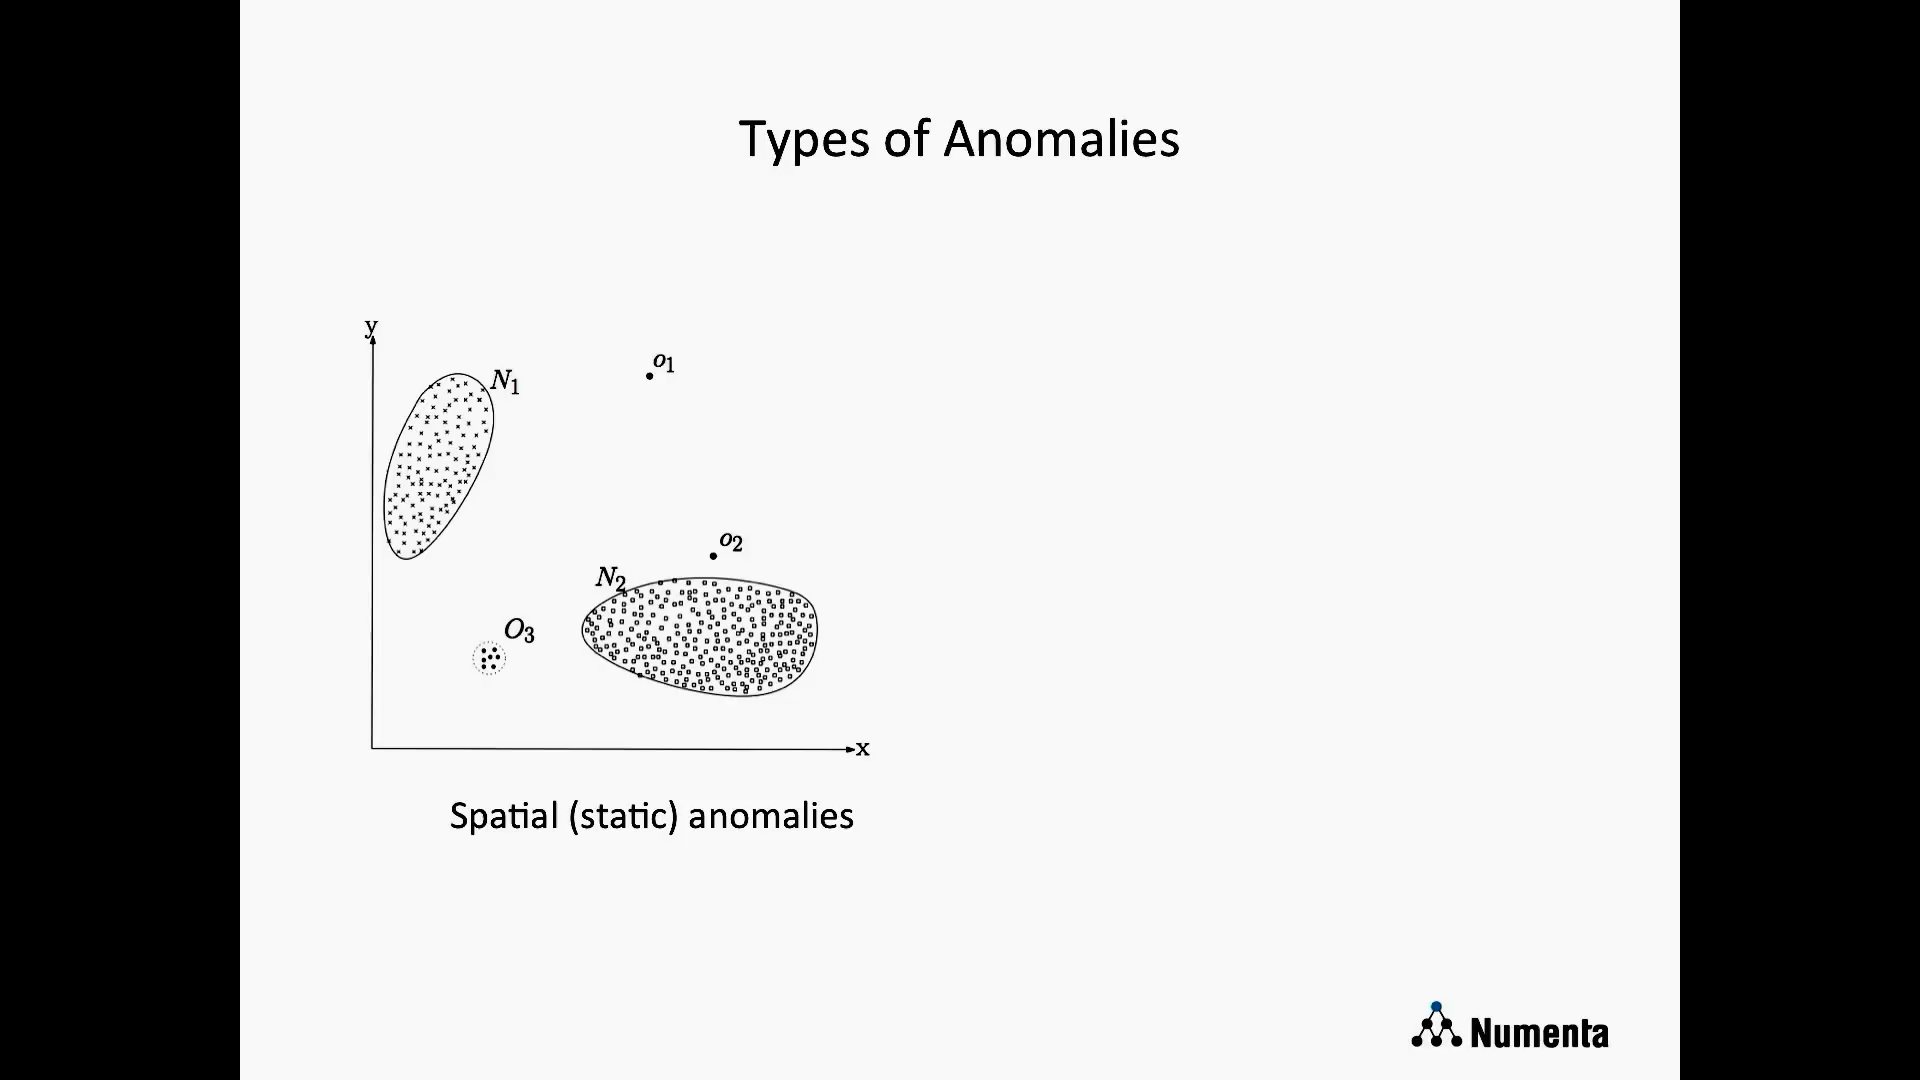 Types of Anomalies
y
N₁
o₁
o₂
N₂
O₃
x
Spatial (static) anomalies
Numenta